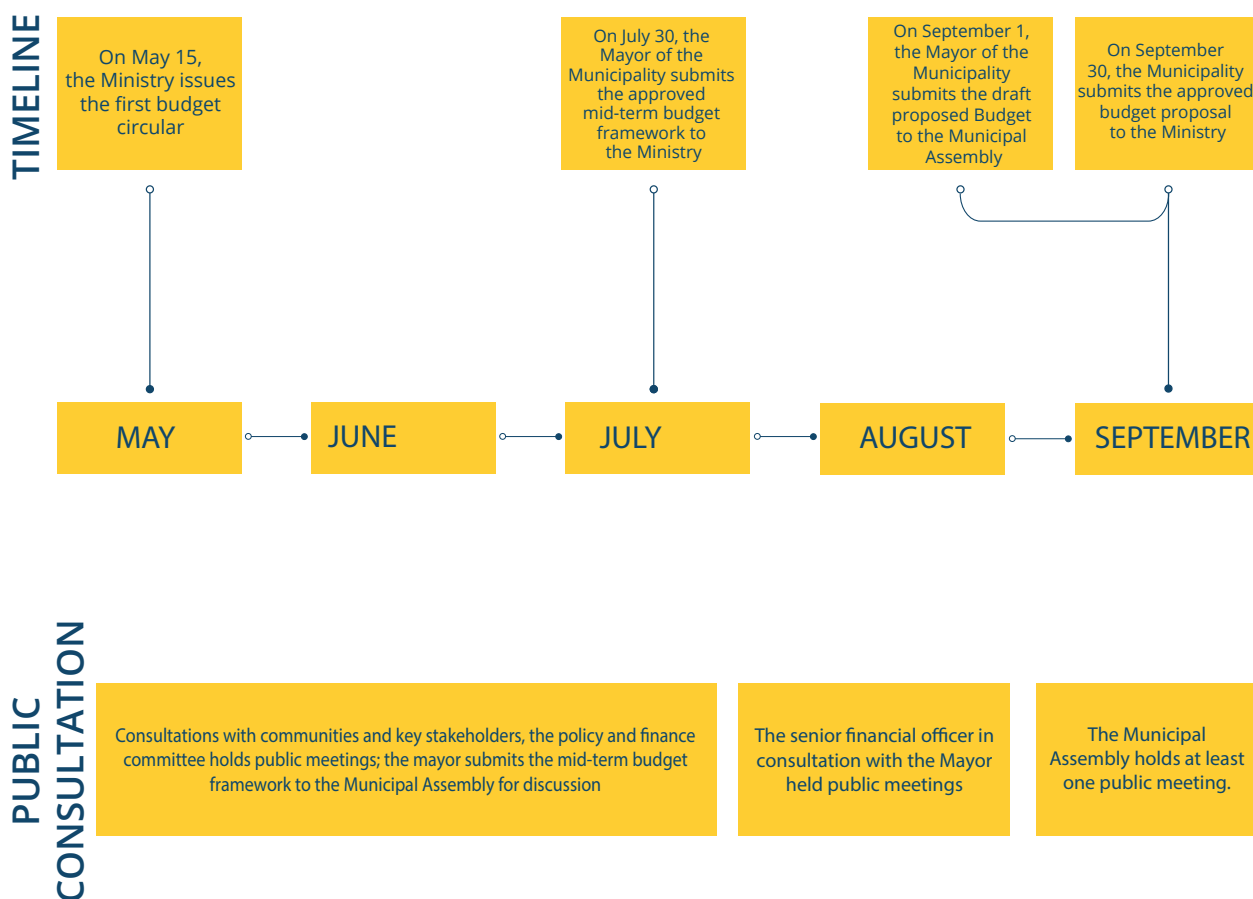 TIMELINE
On May 15,
the Ministry issues
the first budget
circular
On July 30, the
Mayor of the
Municipality submits
the approved
mid-term budget
framework to
the Ministry
On September 1,
the Mayor of the
Municipality
submits the draft
proposed Budget
to the Municipal
Assembly
On September
30, the Municipality
submits the approved
budget proposal
to the Ministry
MAY
JUNE
JULY
AUGUST
SEPTEMBER
PUBLIC
CONSULTATION
Consultations with communities and key stakeholders, the policy and finance
committee holds public meetings; the mayor submits the mid-term budget
framework to the Municipal Assembly for discussion
The senior financial officer in
consultation with the Mayor
held public meetings
The Municipal
Assembly holds at least
one public meeting.